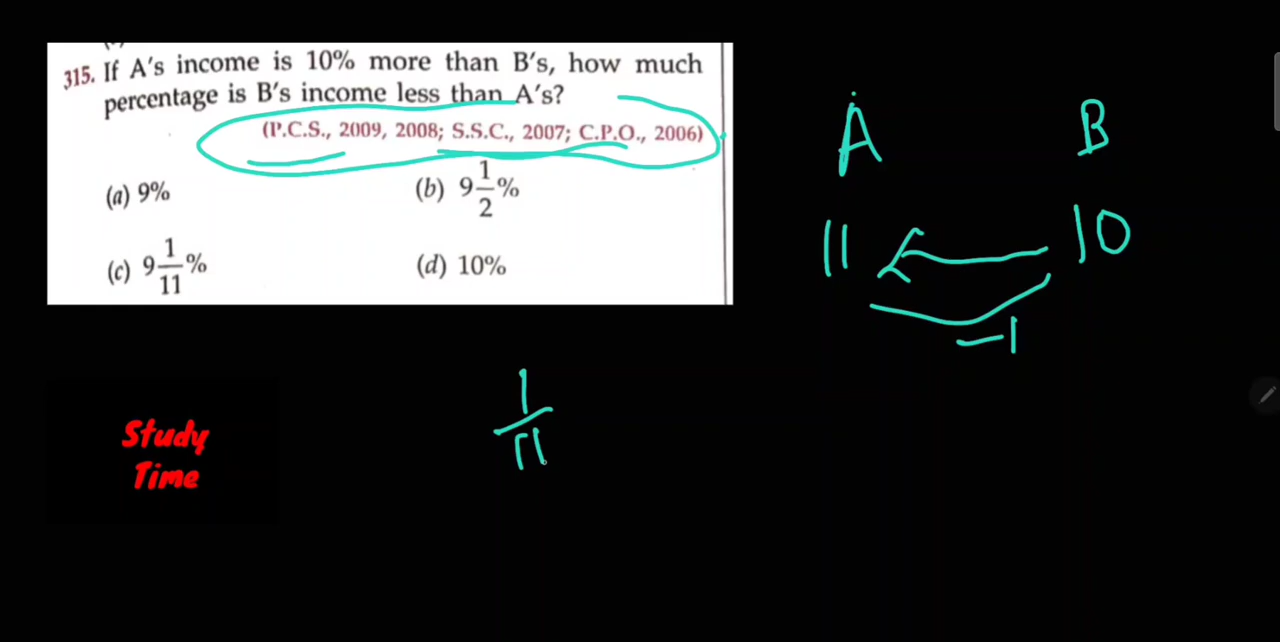 315. If A's income is 10% more than B's, how much
percentage is B's income less than A's?
(P.C.S., 2009, 2008; S.S.C., 2007; C.P.O., 2006)
(a) 9%
(b) 9 1/2 %
(c) 9 1/11 %
(d) 10%
A B
11 10
-1
1/11
Study
Time